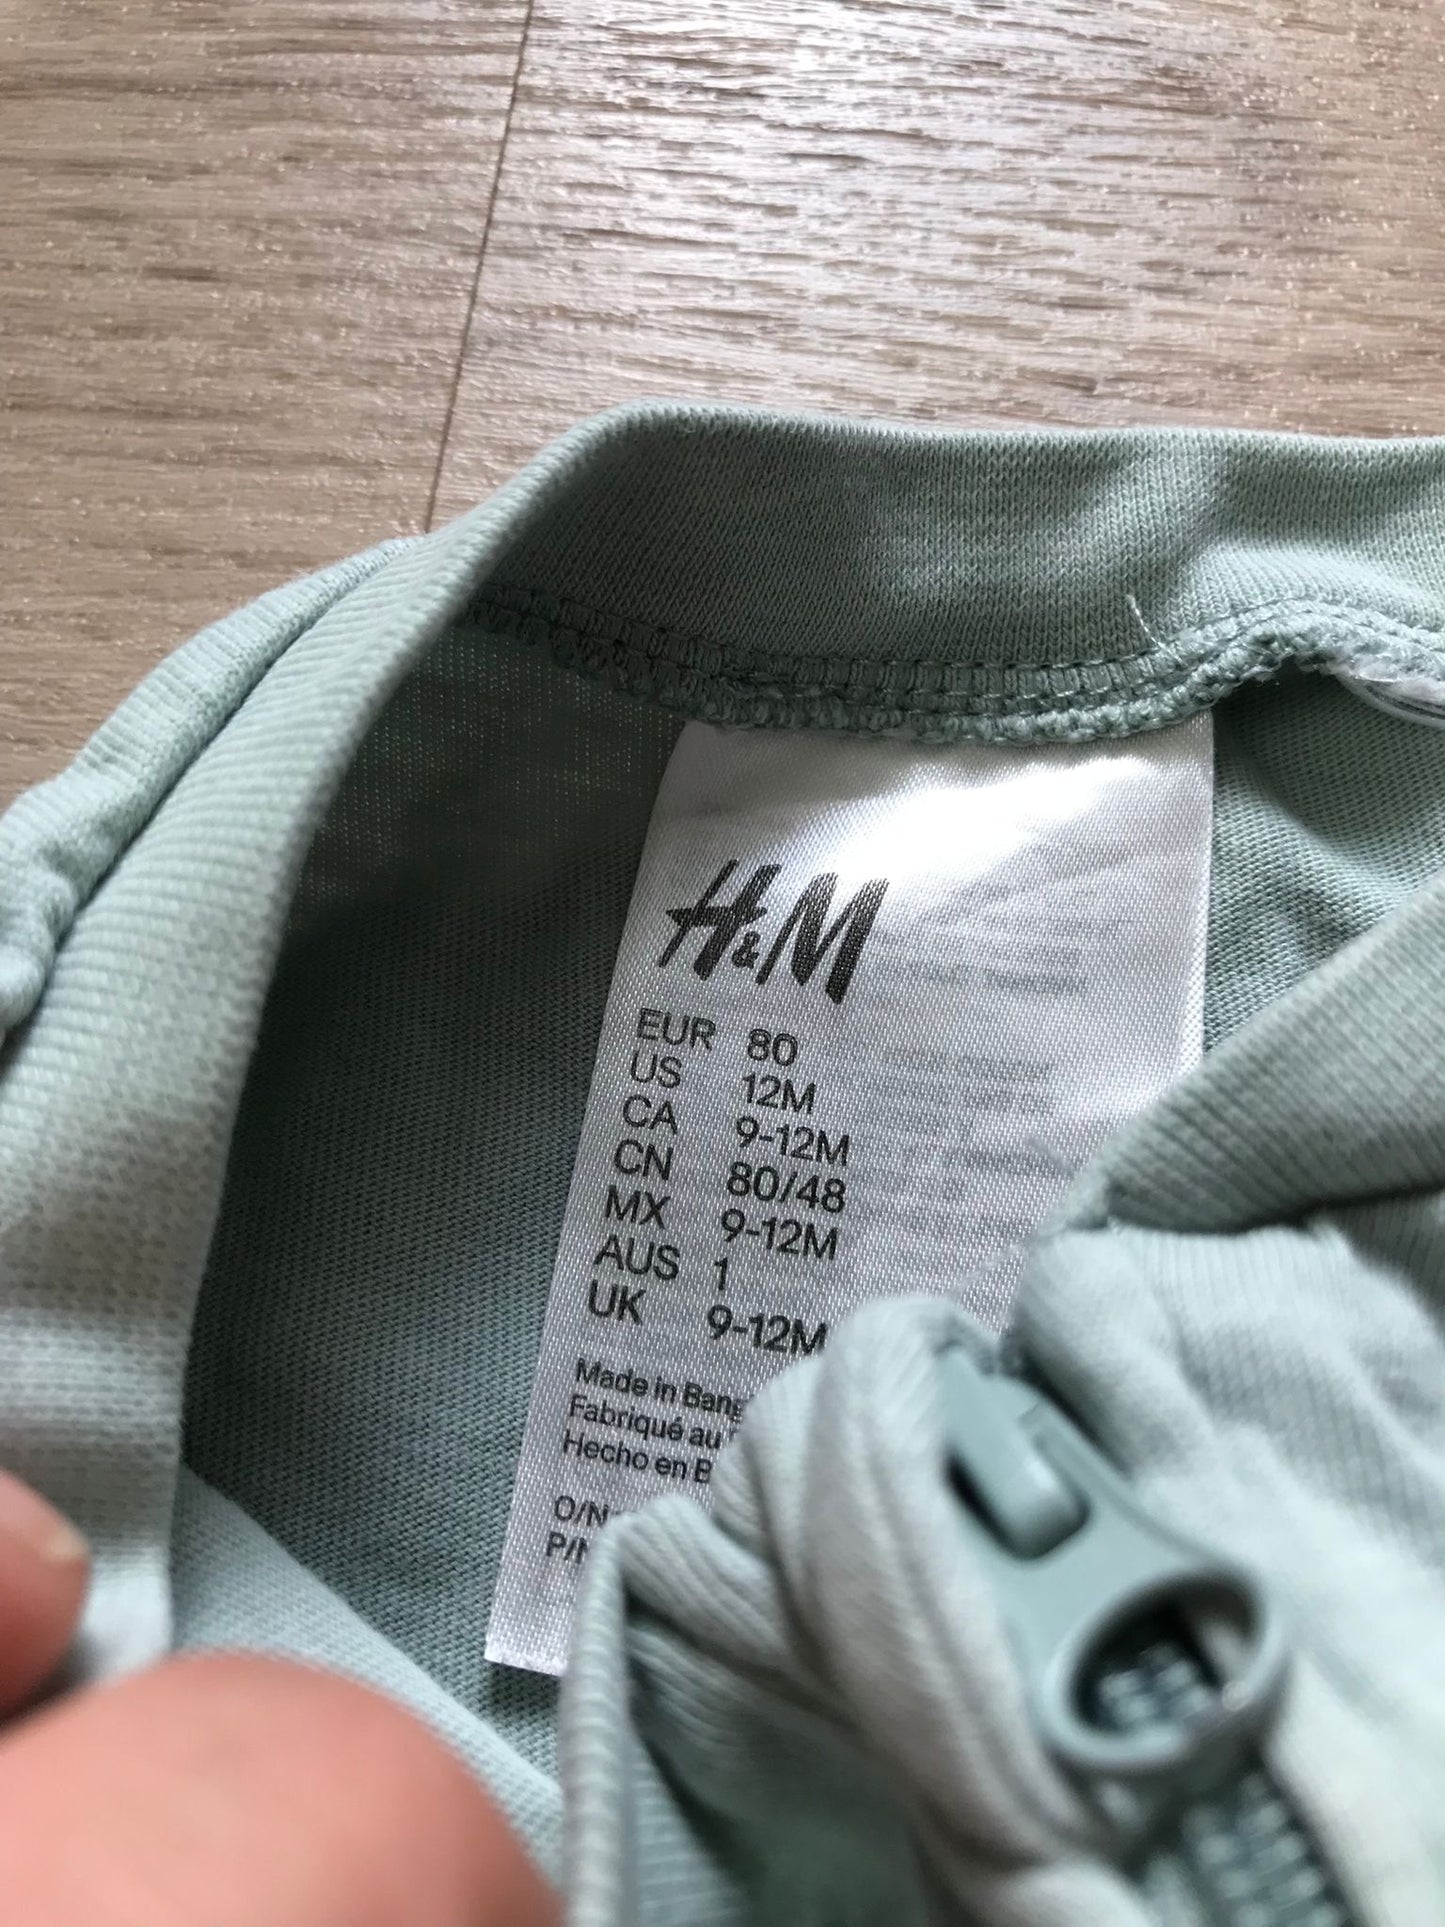 H&M
EUR 80
US 12M
CA 9-12M
CN 80/48
MX 9-12M
AUS 1
UK 9-12M
Made in Bang
Fabriqué au
Hecho en B
O/N
P/N